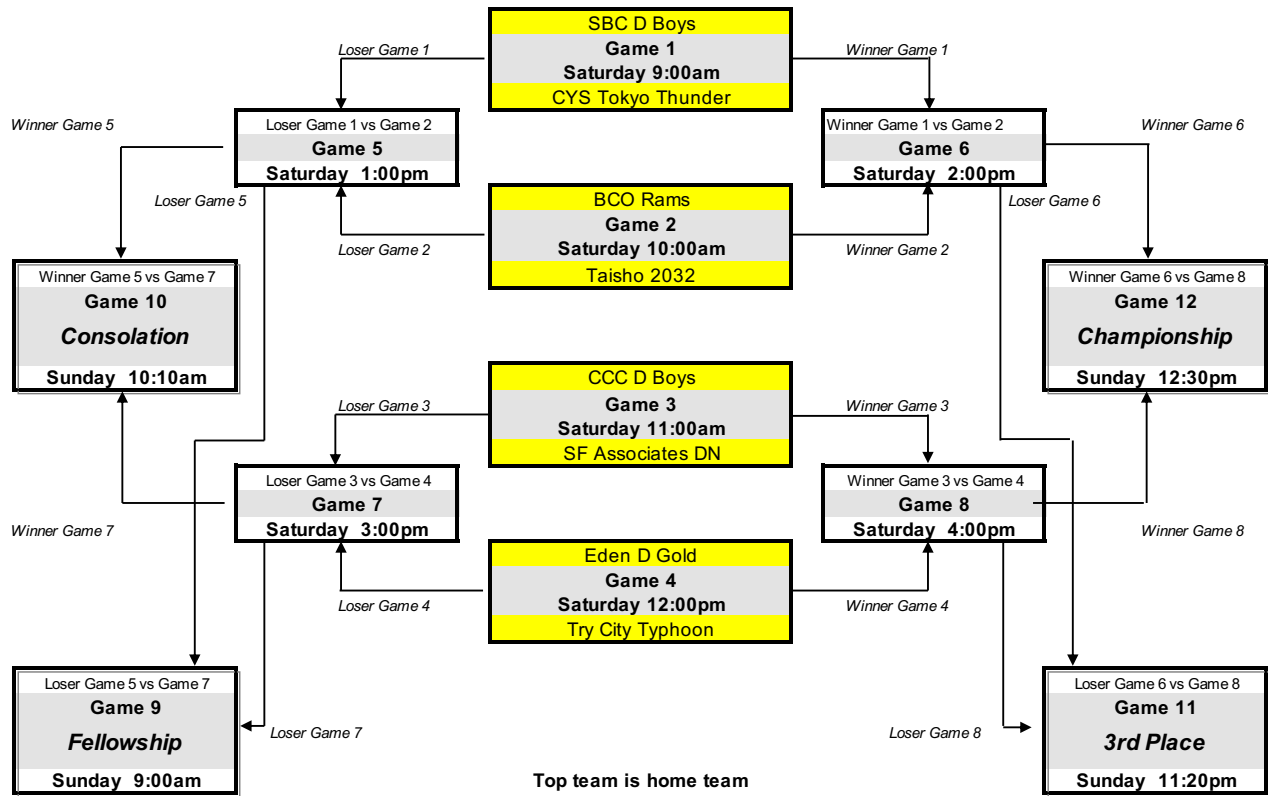 SBC D Boys
Game 1
Saturday 9:00am
CYS Tokyo Thunder
Loser Game 1
Winner Game 1
Winner Game 5
Loser Game 1 vs Game 2
Game 5
Saturday 1:00pm
Winner Game 1 vs Game 2
Game 6
Saturday 2:00pm
Winner Game 6
Loser Game 5
BCO Rams
Game 2
Saturday 10:00am
Taisho 2032
Loser Game 6
Loser Game 2
Winner Game 2
Winner Game 5 vs Game 7
Game 10
Consolation
Sunday 10:10am
Winner Game 6 vs Game 8
Game 12
Championship
Sunday 12:30pm
CCC D Boys
Game 3
Saturday 11:00am
SF Associates DN
Loser Game 3
Winner Game 3
Loser Game 3 vs Game 4
Game 7
Saturday 3:00pm
Winner Game 3 vs Game 4
Game 8
Saturday 4:00pm
Winner Game 7
Winner Game 8
Eden D Gold
Game 4
Saturday 12:00pm
Try City Typhoon
Loser Game 4
Winner Game 4
Loser Game 5 vs Game 7
Game 9
Fellowship
Sunday 9:00am
Loser Game 7
Loser Game 8
Loser Game 6 vs Game 8
Game 11
3rd Place
Sunday 11:20pm
Top team is home team